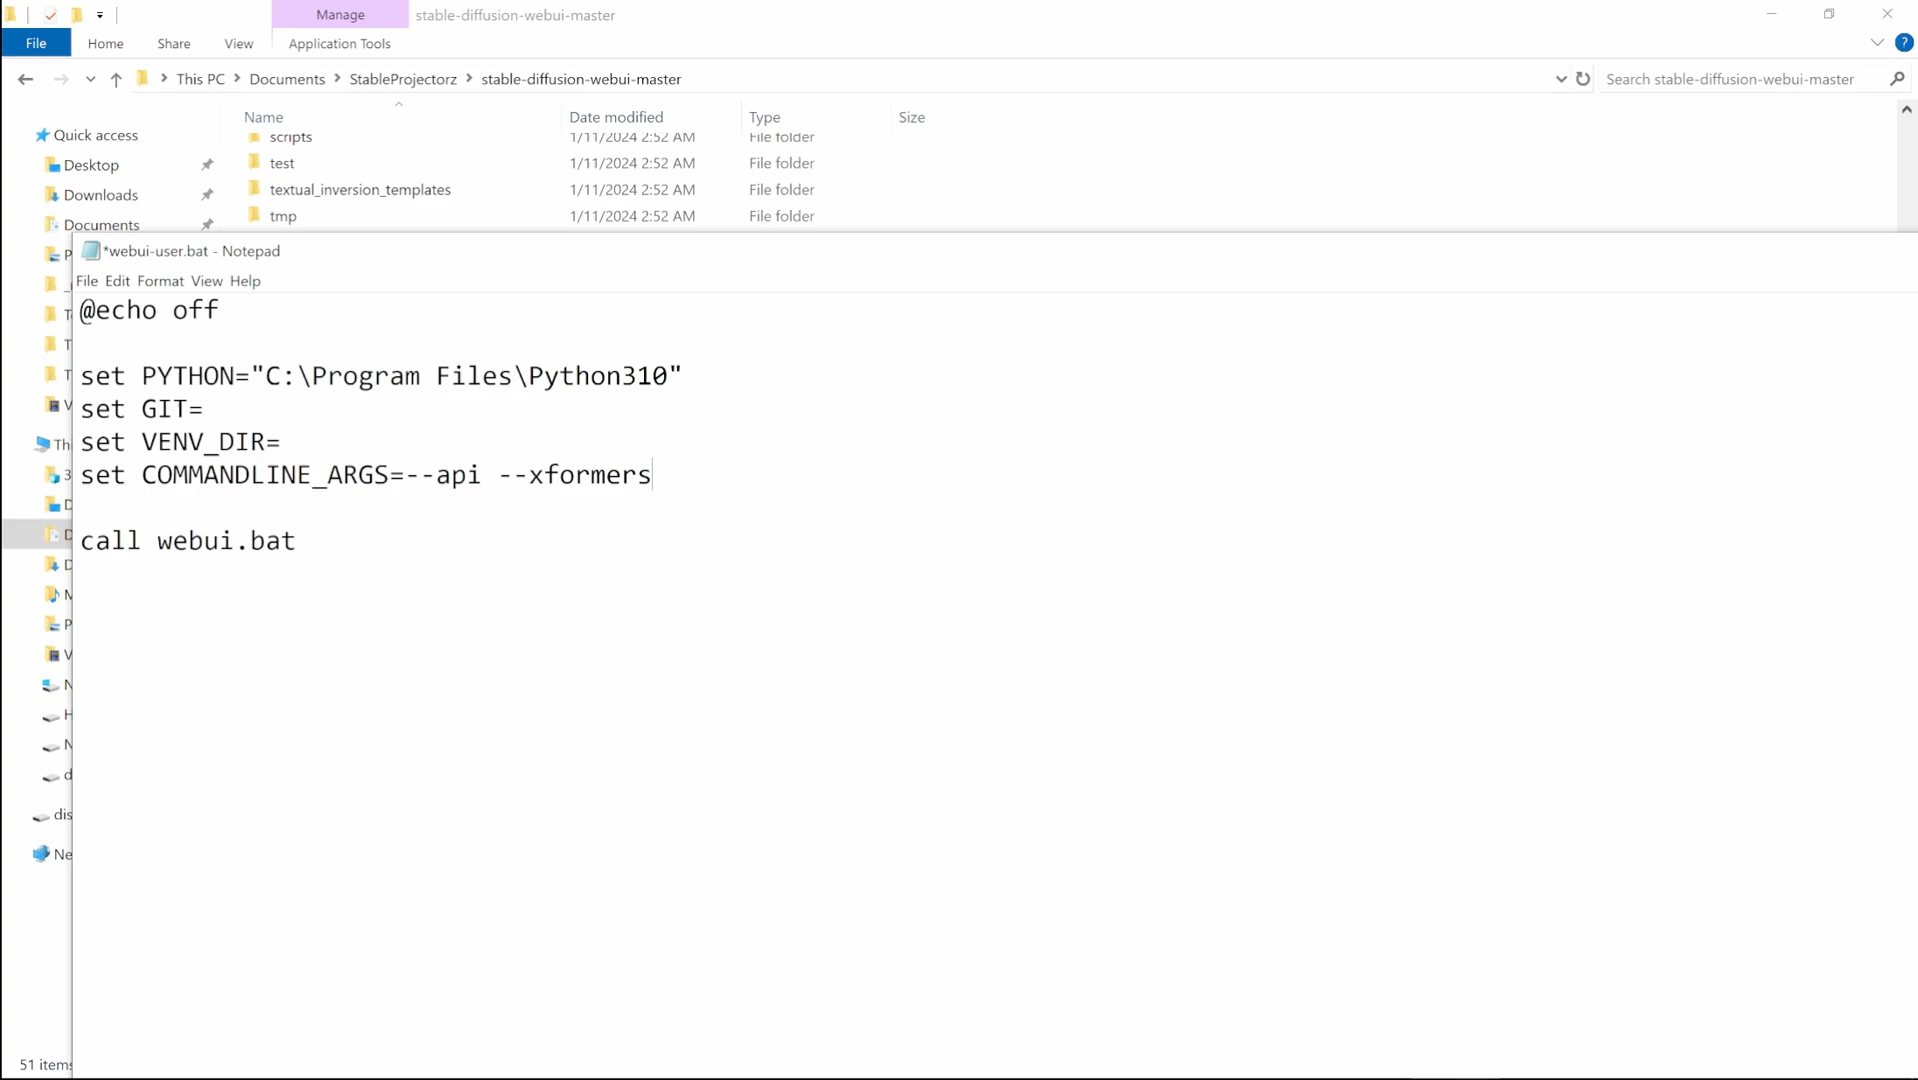 Manage stable-diffusion-webui-master
File Home Share View Application Tools
This PC Documents StableProjectorz stable-diffusion-webui-master Search stable-diffusion-webui-master
Name Date modified Type Size
Quick access
Desktop
Downloads
Documents
scripts 1/11/2024 2:52 AM File folder
test 1/11/2024 2:52 AM File folder
textual_inversion_templates 1/11/2024 2:52 AM File folder
tmp 1/11/2024 2:52 AM File folder
*webui-user.bat - Notepad
File Edit Format View Help
@echo off
set PYTHON="C:\Program Files\Python310"
set GIT=
set VENV_DIR=
set COMMANDLINE_ARGS=--api --xformers
call webui.bat
51 items